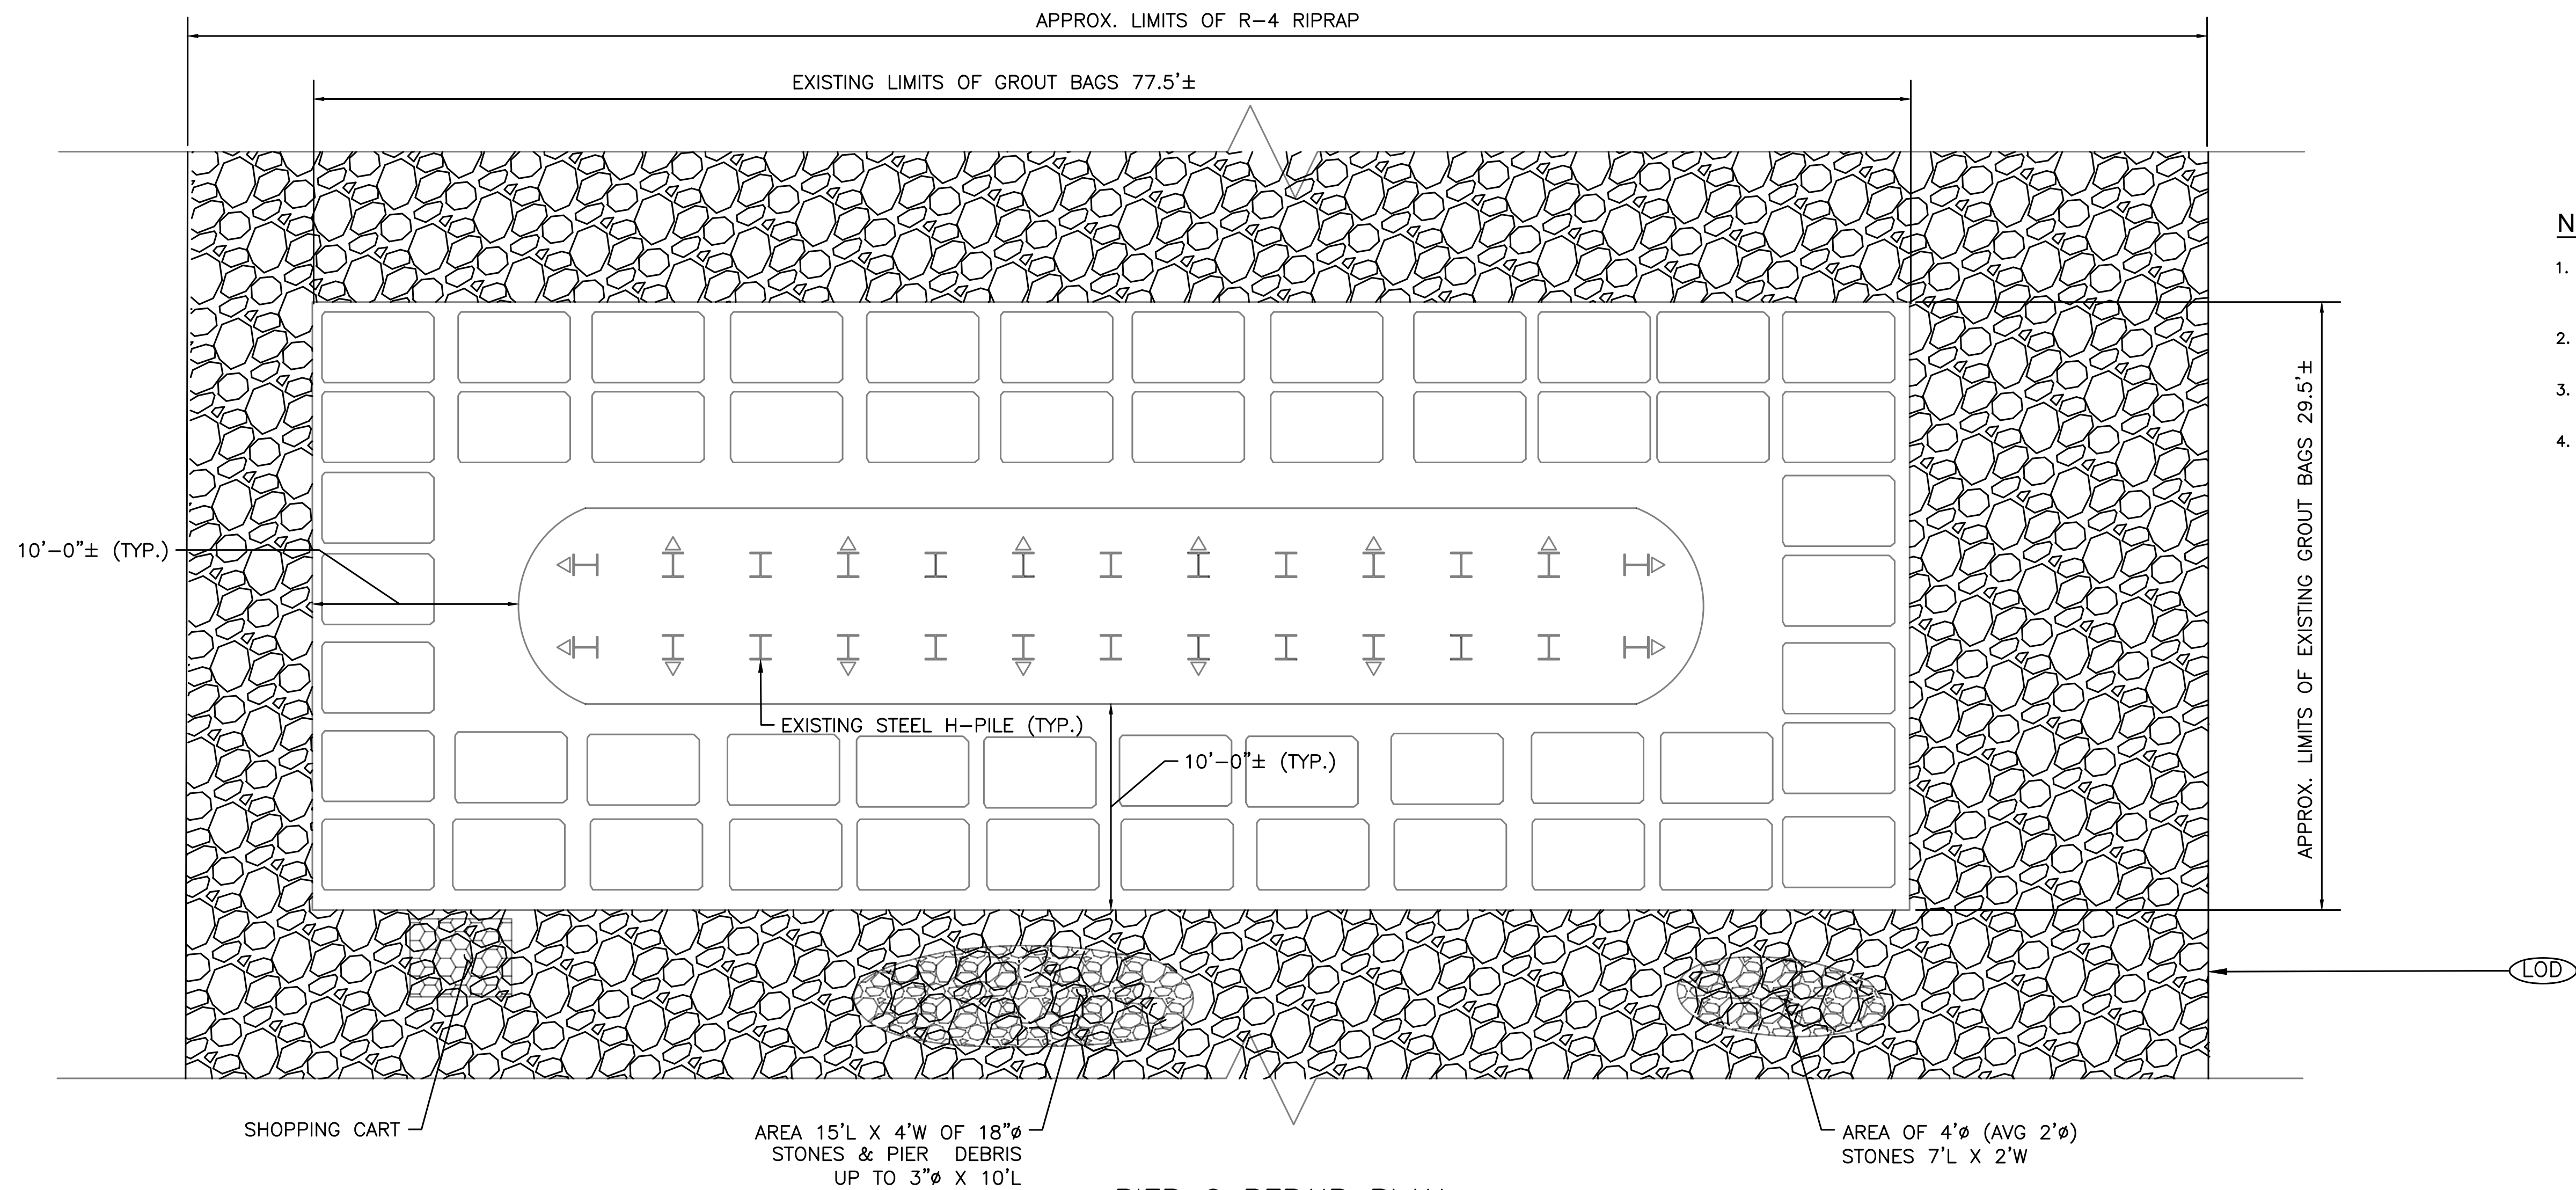 APPROX. LIMITS OF R-4 RIPRAP
EXISTING LIMITS OF GROUT BAGS 77.5'±
N
1.
2.
3.
4.
APPROX. LIMITS OF EXISTING GROUT BAGS 29.5'±
10'-0"± (TYP.)
EXISTING STEEL H-PILE (TYP.)
10'-0"± (TYP.)
LOD
SHOPPING CART
AREA 15'L X 4'W OF 18"ø
STONES & PIER DEBRIS
UP TO 3"ø X 10'L
AREA OF 4'ø (AVG 2'ø)
STONES 7'L X 2'W